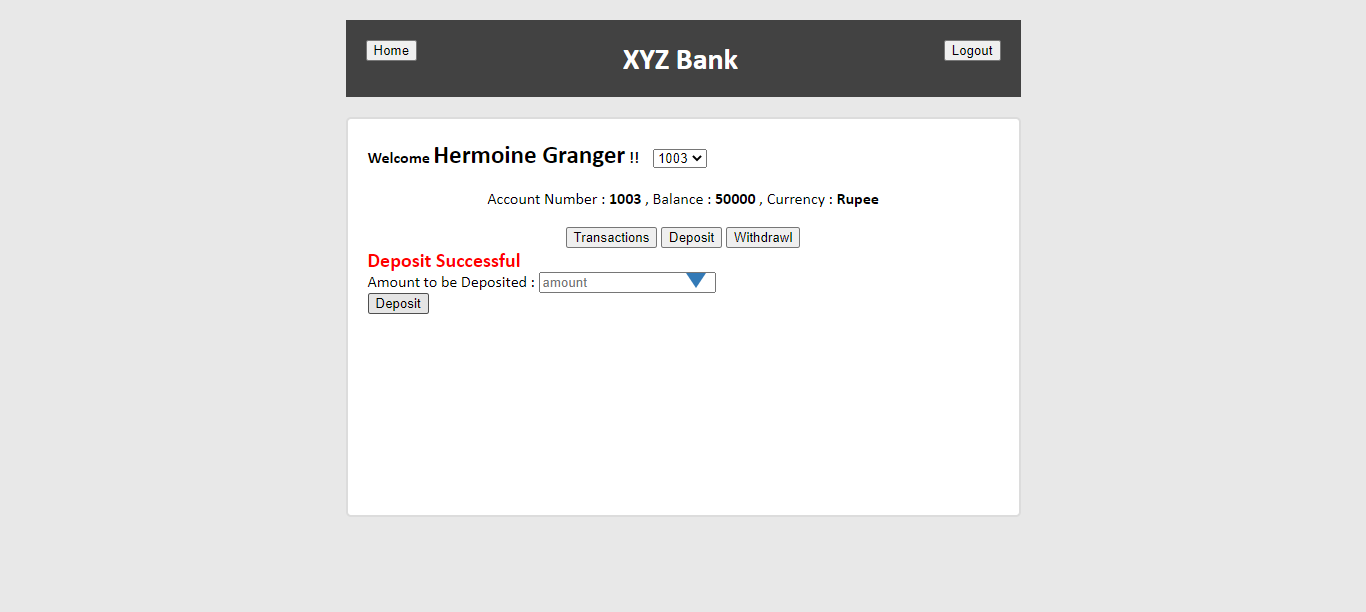 Home XYZ Bank Logout
Welcome Hermoine Granger !! 1003
Account Number : 1003 , Balance : 50000 , Currency : Rupee
Transactions Deposit Withdrawl
Deposit Successful
Amount to be Deposited : amount
Deposit